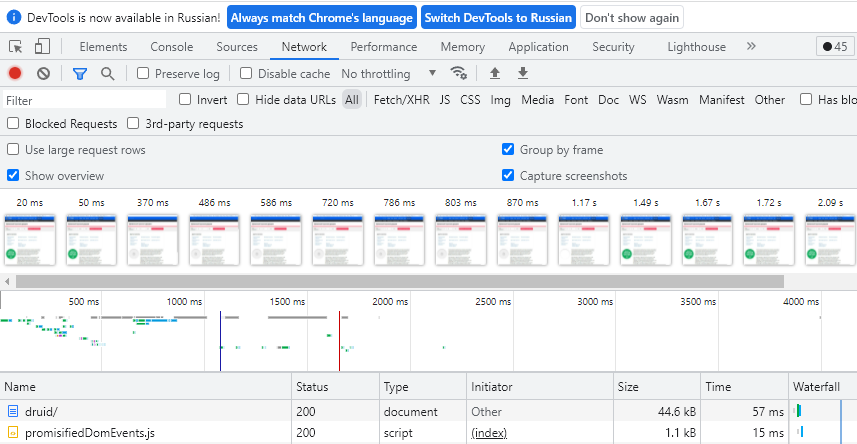 DevTools is now available in Russian! Always match Chrome's language Switch DevTools to Russian Don't show again
Elements Console Sources Network Performance Memory Application Security Lighthouse » 45
Preserve log Disable cache No throttling
Filter Invert Hide data URLs All Fetch/XHR JS CSS Img Media Font Doc WS Wasm Manifest Other Has blo
Blocked Requests 3rd-party requests
Use large request rows Group by frame
Show overview Capture screenshots
20 ms 50 ms 370 ms 486 ms 586 ms 720 ms 786 ms 803 ms 870 ms 1.17 s 1.49 s 1.67 s 1.72 s 2.09 s
500 ms 1000 ms 1500 ms 2000 ms 2500 ms 3000 ms 3500 ms 4000 ms
Name Status Type Initiator Size Time Waterfall
druid/ 200 document Other 44.6 kB 57 ms
promisifiedDomEvents.js 200 script (index) 1.1 kB 15 ms